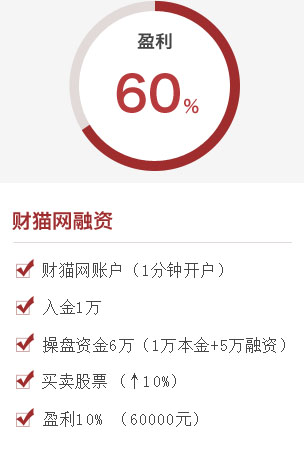 盈利
60%
财猫网融资
财猫网账户（1分钟开户）
入金1万
操盘资金6万（1万本金+5万融资）
买卖股票（↑10%）
盈利10% （60000元）